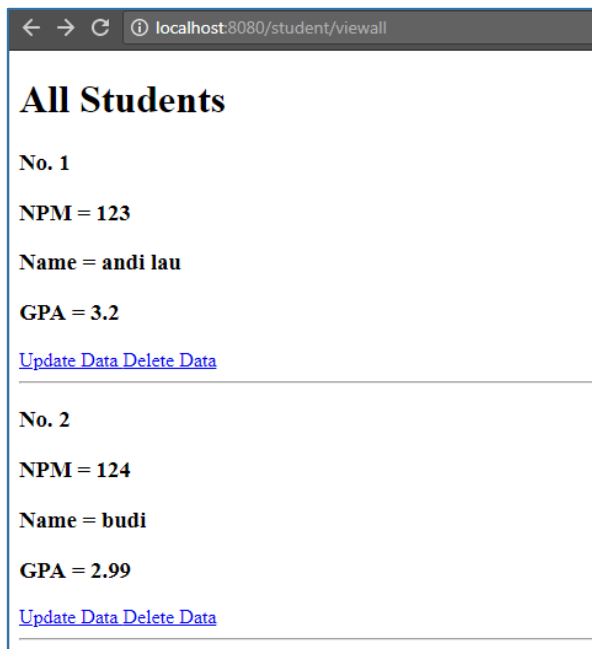 localhost:8080/student/viewall
All Students
No. 1
NPM = 123
Name = andi lau
GPA = 3.2
Update Data Delete Data
No. 2
NPM = 124
Name = budi
GPA = 2.99
Update Data Delete Data